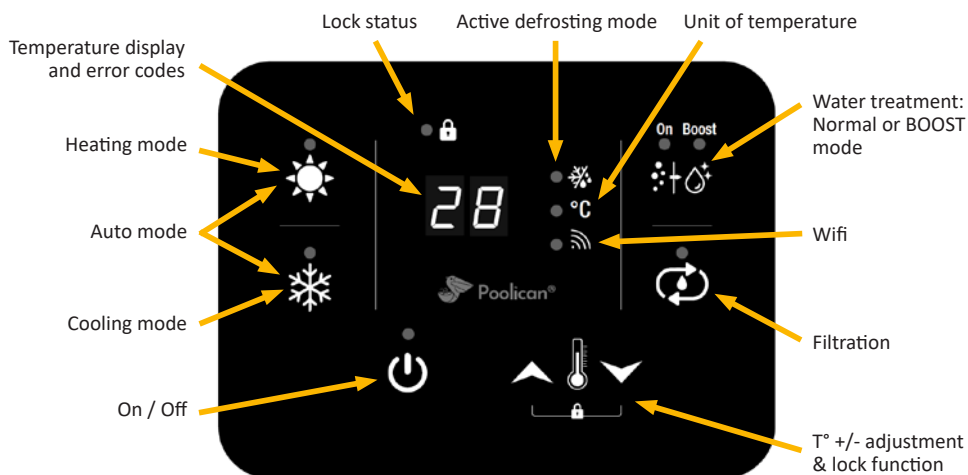 Lock status
Active defrosting mode
Unit of temperature
Temperature display
and error codes
Water treatment:
Normal or BOOST
mode
On Boost
Heating mode
28
°C
Auto mode
Wifi
Poolican®
Cooling mode
Filtration
On / Off
T° +/- adjustment
& lock function